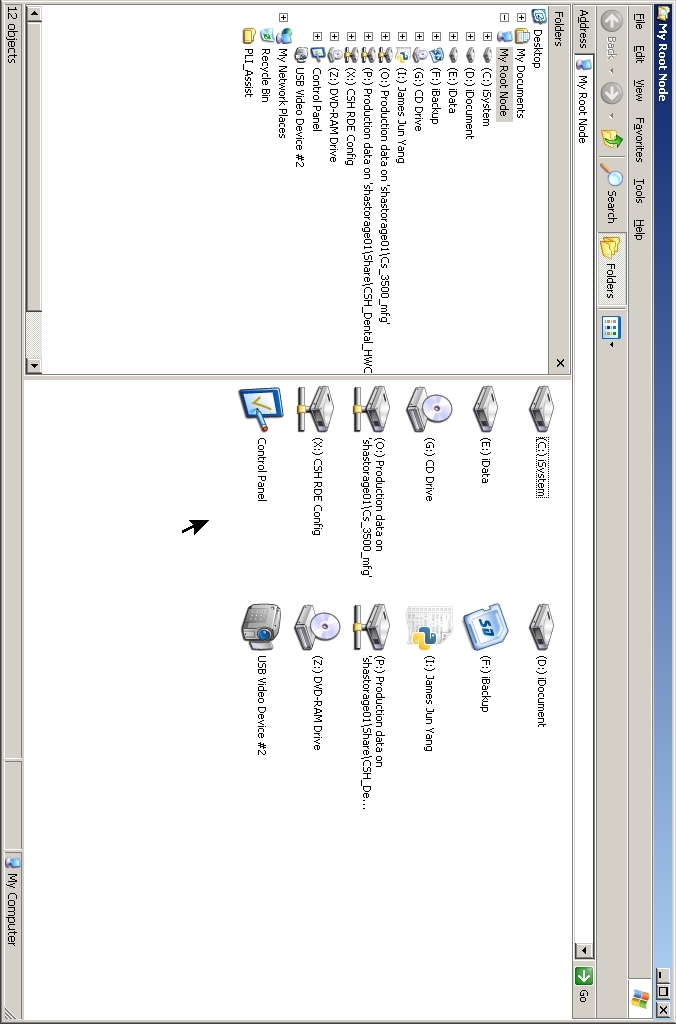 My Root Node
File Edit View Favorites Tools Help
Back Search Folders
Address My Root Node Go
Folders
Desktop
My Documents
My Root Node
(C:) iSystem
(D:) iDocument
(E:) iData
(F:) iBackup
(G:) CD Drive
(I:) James Jun Yang
(O:) Production data on 'shastorage01\Cs_3500_mfg'
(P:) Production data on 'shastorage01\Share\CSH_Dental_HWC
(X:) CSH RDE Config
(Z:) DVD-RAM Drive
Control Panel
USB Video Device #2
My Network Places
Recycle Bin
PLI_Assist
(C:) iSystem
(D:) iDocument
(E:) iData
(F:) iBackup
(G:) CD Drive
(I:) James Jun Yang
(O:) Production data on
'shastorage01\Cs_3500_mfg'
(P:) Production data on
'shastorage01\Share\CSH_De...
(X:) CSH RDE Config
(Z:) DVD-RAM Drive
Control Panel
USB Video Device #2
12 objects
My Computer